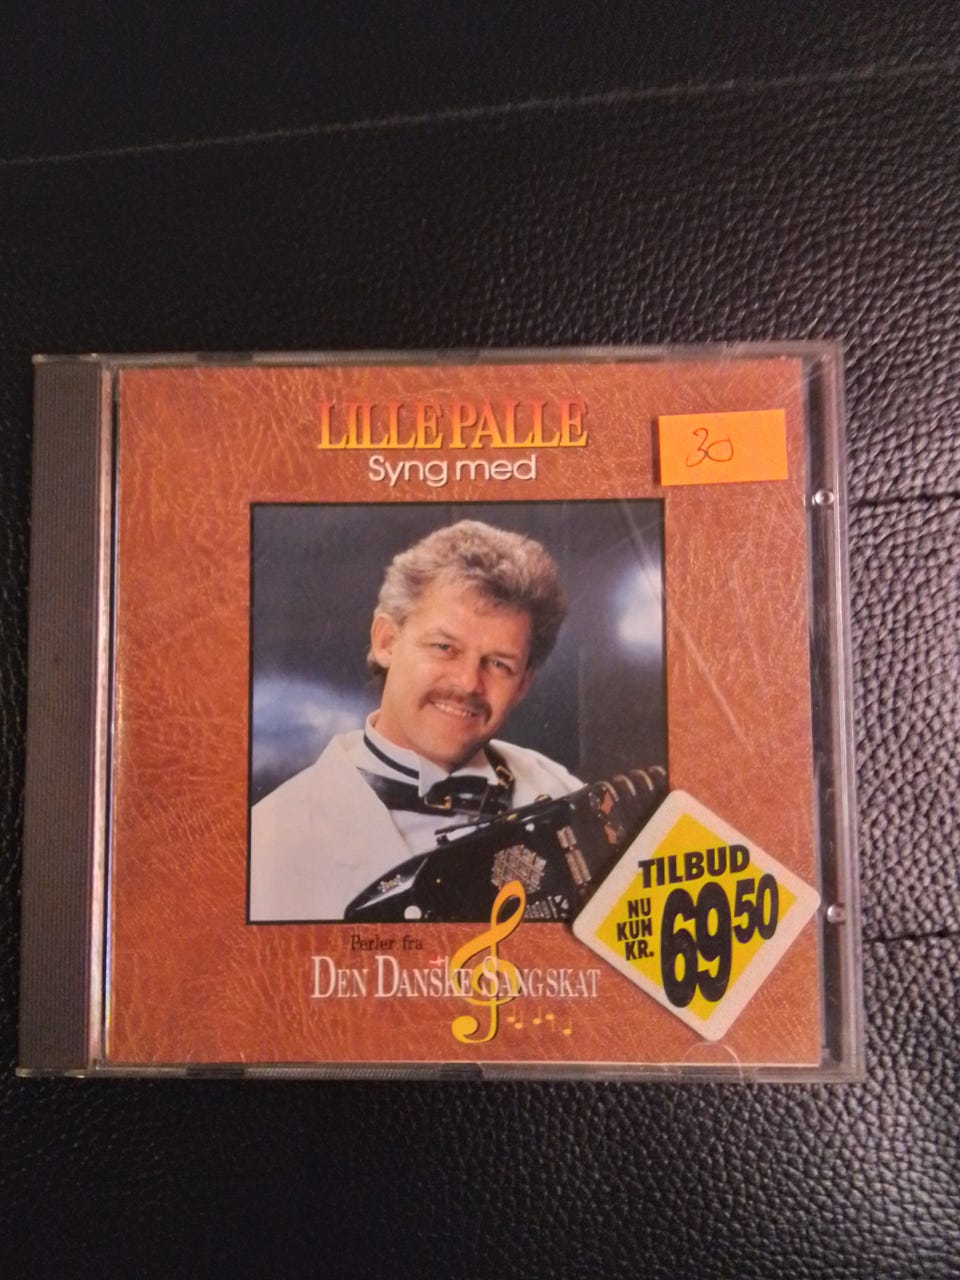 LILLE PALLE
Syng med
30
Perler fra
DEN DANSKE SANGSKAT
TILBUD
NU
KUN
KR.
69 50